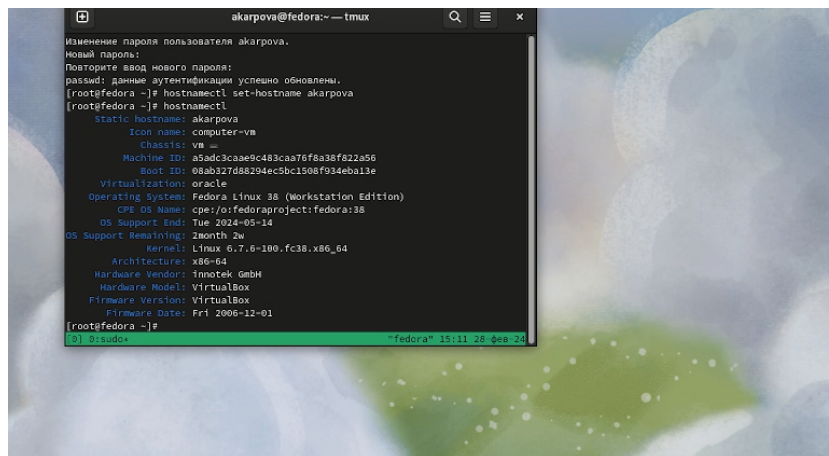 akarpova@fedora:~ — tmux
Изменение пароля пользователя akarpova.
Новый пароль:
Повторите ввод нового пароля:
passwd: данные аутентификации успешно обновлены.
[root@fedora ~]# hostnamectl set-hostname akarpova
[root@fedora ~]# hostnamectl
Static hostname: akarpova
Icon name: computer-vm
Chassis: vm
Machine ID: a5adc3caae9c483caa76f8a38f822a56
Boot ID: 08ab327d88294ec5bc1508f934eba13e
Virtualization: oracle
Operating System: Fedora Linux 38 (Workstation Edition)
CPE OS Name: cpe:/o:fedoraproject:fedora:38
OS Support End: Tue 2024-05-14
OS Support Remaining: 2month 2w
Kernel: Linux 6.7.6-100.fc38.x86_64
Architecture: x86-64
Hardware Vendor: innotek GmbH
Hardware Model: VirtualBox
Firmware Version: VirtualBox
Firmware Date: Fri 2006-12-01
[root@fedora ~]#
[0] 0:sudo* "fedora" 15:11 28-фев-24